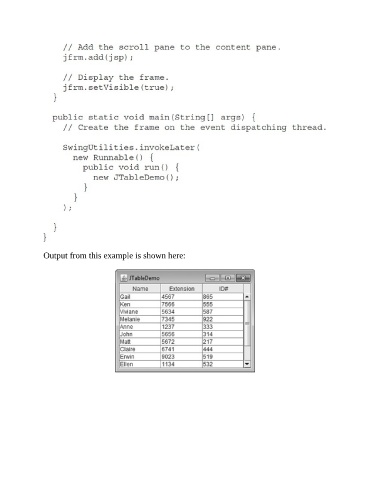 // Add the scroll pane to the content pane.
jfrm.add(jsp);
// Display the frame.
jfrm.setVisible(true);
}
public static void main(String[] args) {
// Create the frame on the event dispatching thread.
SwingUtilities.invokeLater(
new Runnable() {
public void run() {
new JTableDemo();
}
}
);
}
}
Output from this example is shown here:
JTableDemo
Name Extension ID#
Gail 4567 865
Ken 7566 555
Viviane 5634 587
Melanie 7345 922
Anne 1237 333
John 5656 314
Matt 5672 217
Claire 6741 444
Erwin 9023 519
Ellen 1134 532